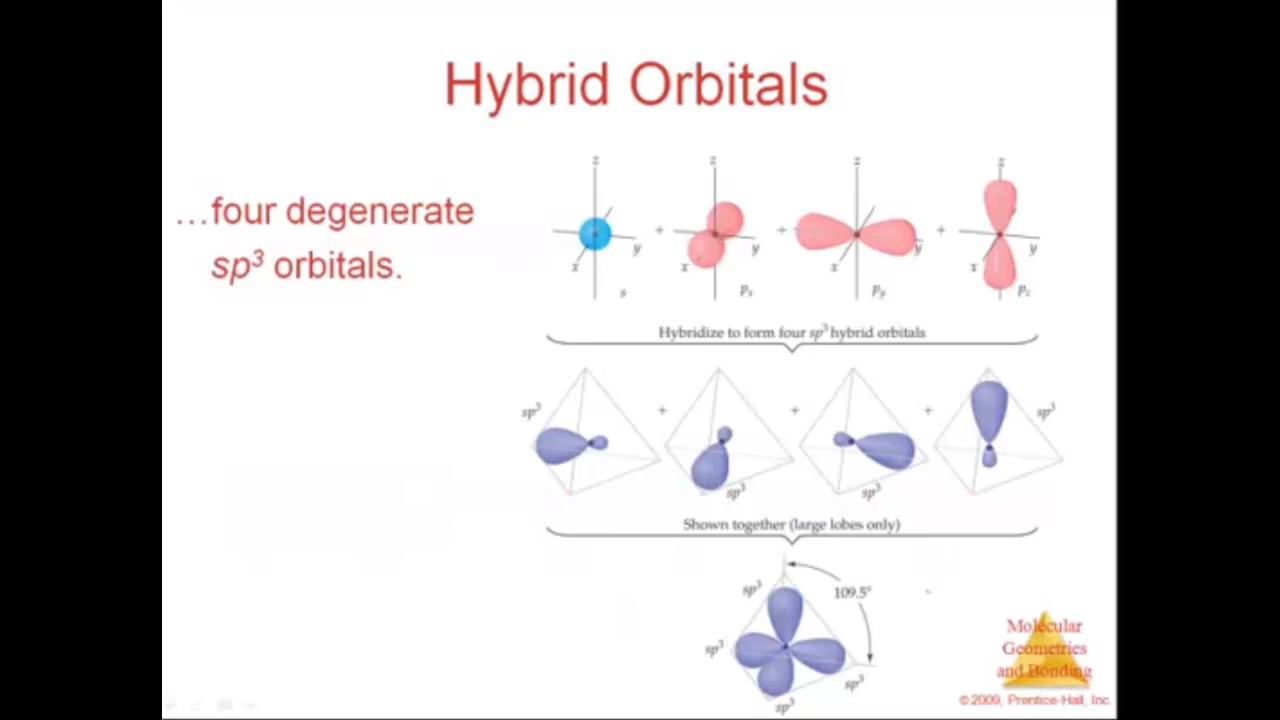 Hybrid Orbitals
…four degenerate
sp³ orbitals.
z z z z
+ + +
y y y y
x x x x
s pₓ p_y p_z
Hybridize to form four sp³ hybrid orbitals
sp³ + + + sp³
sp³ sp³
Shown together (large lobes only)
sp³ 109.5°
sp³
sp³
sp³
Molecular
Geometries
and Bonding
© 2009, Prentice-Hall, Inc.